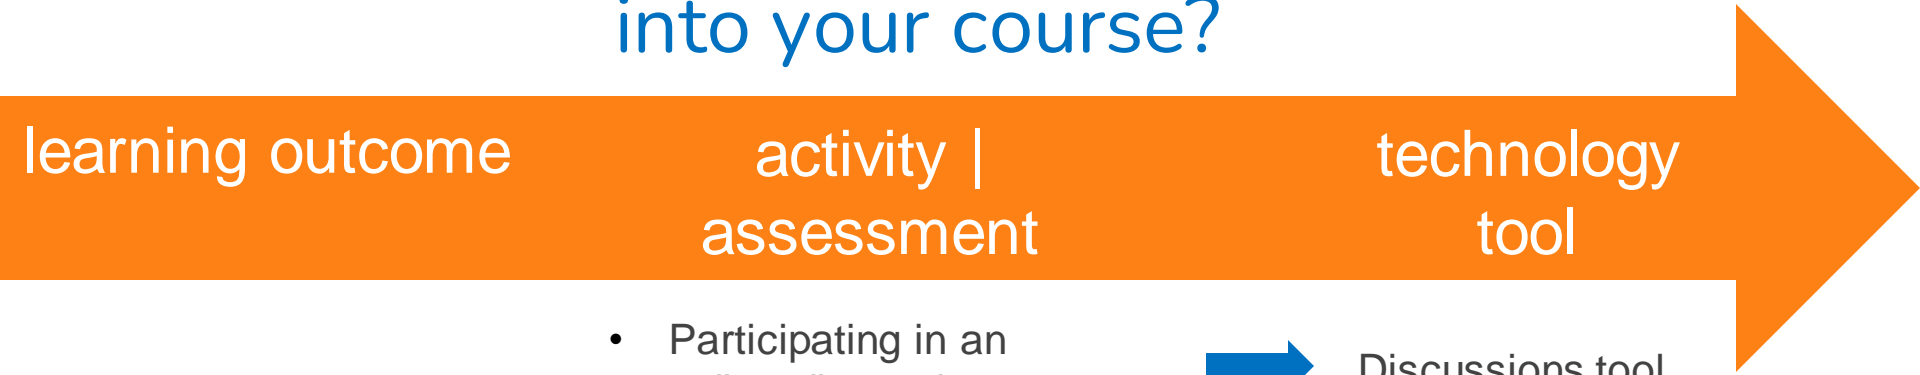 into your course?
learning outcome
activity |
assessment
technology
tool
• Participating in an
Discussions tool